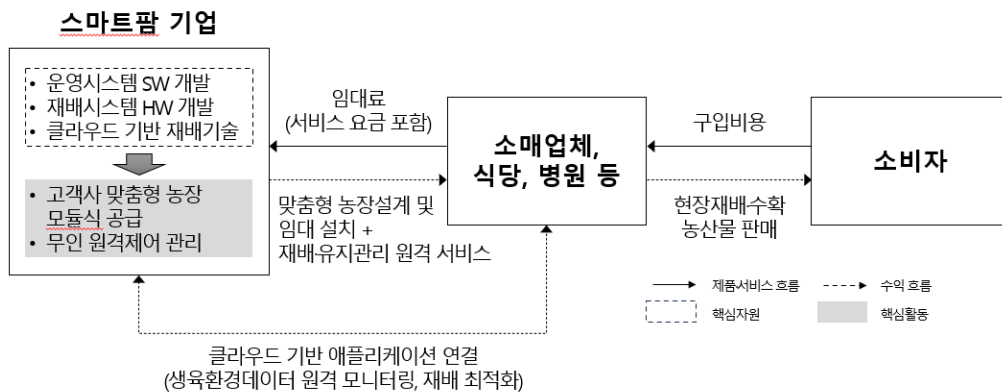 스마트팜 기업
• 운영시스템 SW 개발
• 재배시스템 HW 개발
• 클라우드 기반 재배기술
• 고객사 맞춤형 농장
모듈식 공급
• 무인 원격제어 관리
임대료
(서비스 요금 포함)
맞춤형 농장설계 및
임대 설치 +
재배·유지관리 원격 서비스
소매업체,
식당, 병원 등
구입비용
현장재배·수확
농산물 판매
소비자
제품·서비스 흐름
수익 흐름
핵심자원
핵심활동
클라우드 기반 애플리케이션 연결
(생육환경데이터 원격 모니터링, 재배 최적화)